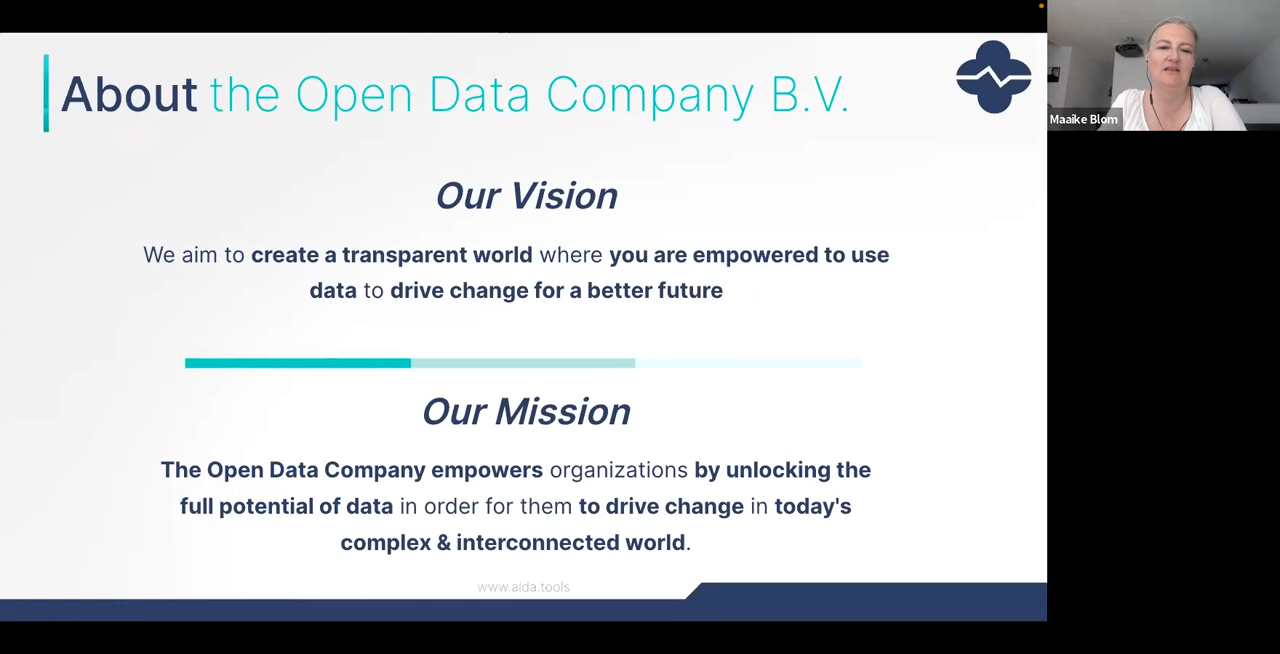 About the Open Data Company B.V.
Maaike Blom
Our Vision
We aim to create a transparent world where you are empowered to use
data to drive change for a better future
Our Mission
The Open Data Company empowers organizations by unlocking the
full potential of data in order for them to drive change in today's
complex & interconnected world.
www.aida.tools